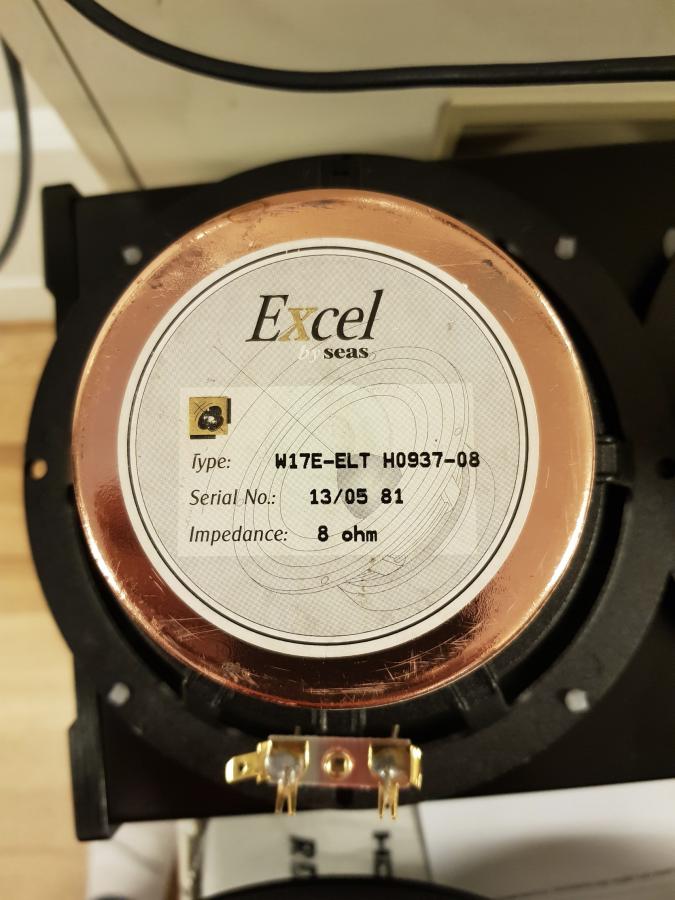 Excel
by seas
Type: W17E-ELT H0937-08
Serial No.: 13/05 81
Impedance: 8 ohm